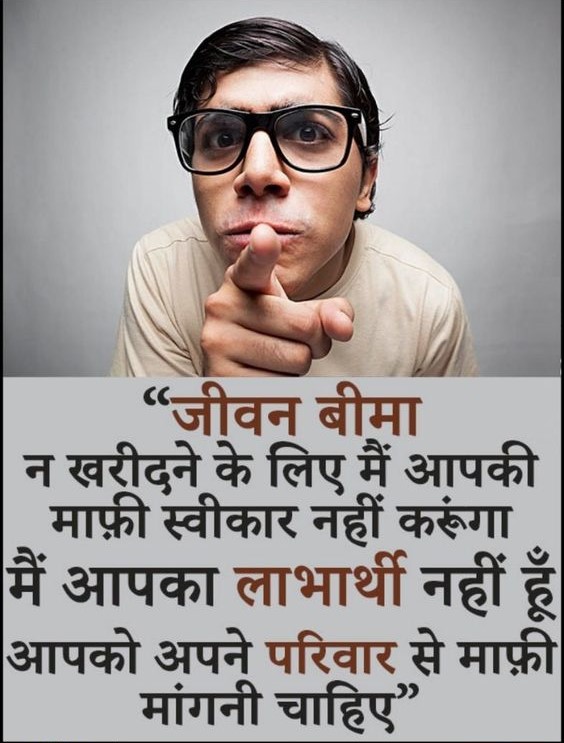 “जीवन बीमा
न खरीदने के लिए मैं आपकी
माफ़ी स्वीकार नहीं करूंगा
मैं आपका लाभार्थी नहीं हूँ
आपको अपने परिवार से माफ़ी
मांगनी चाहिए”